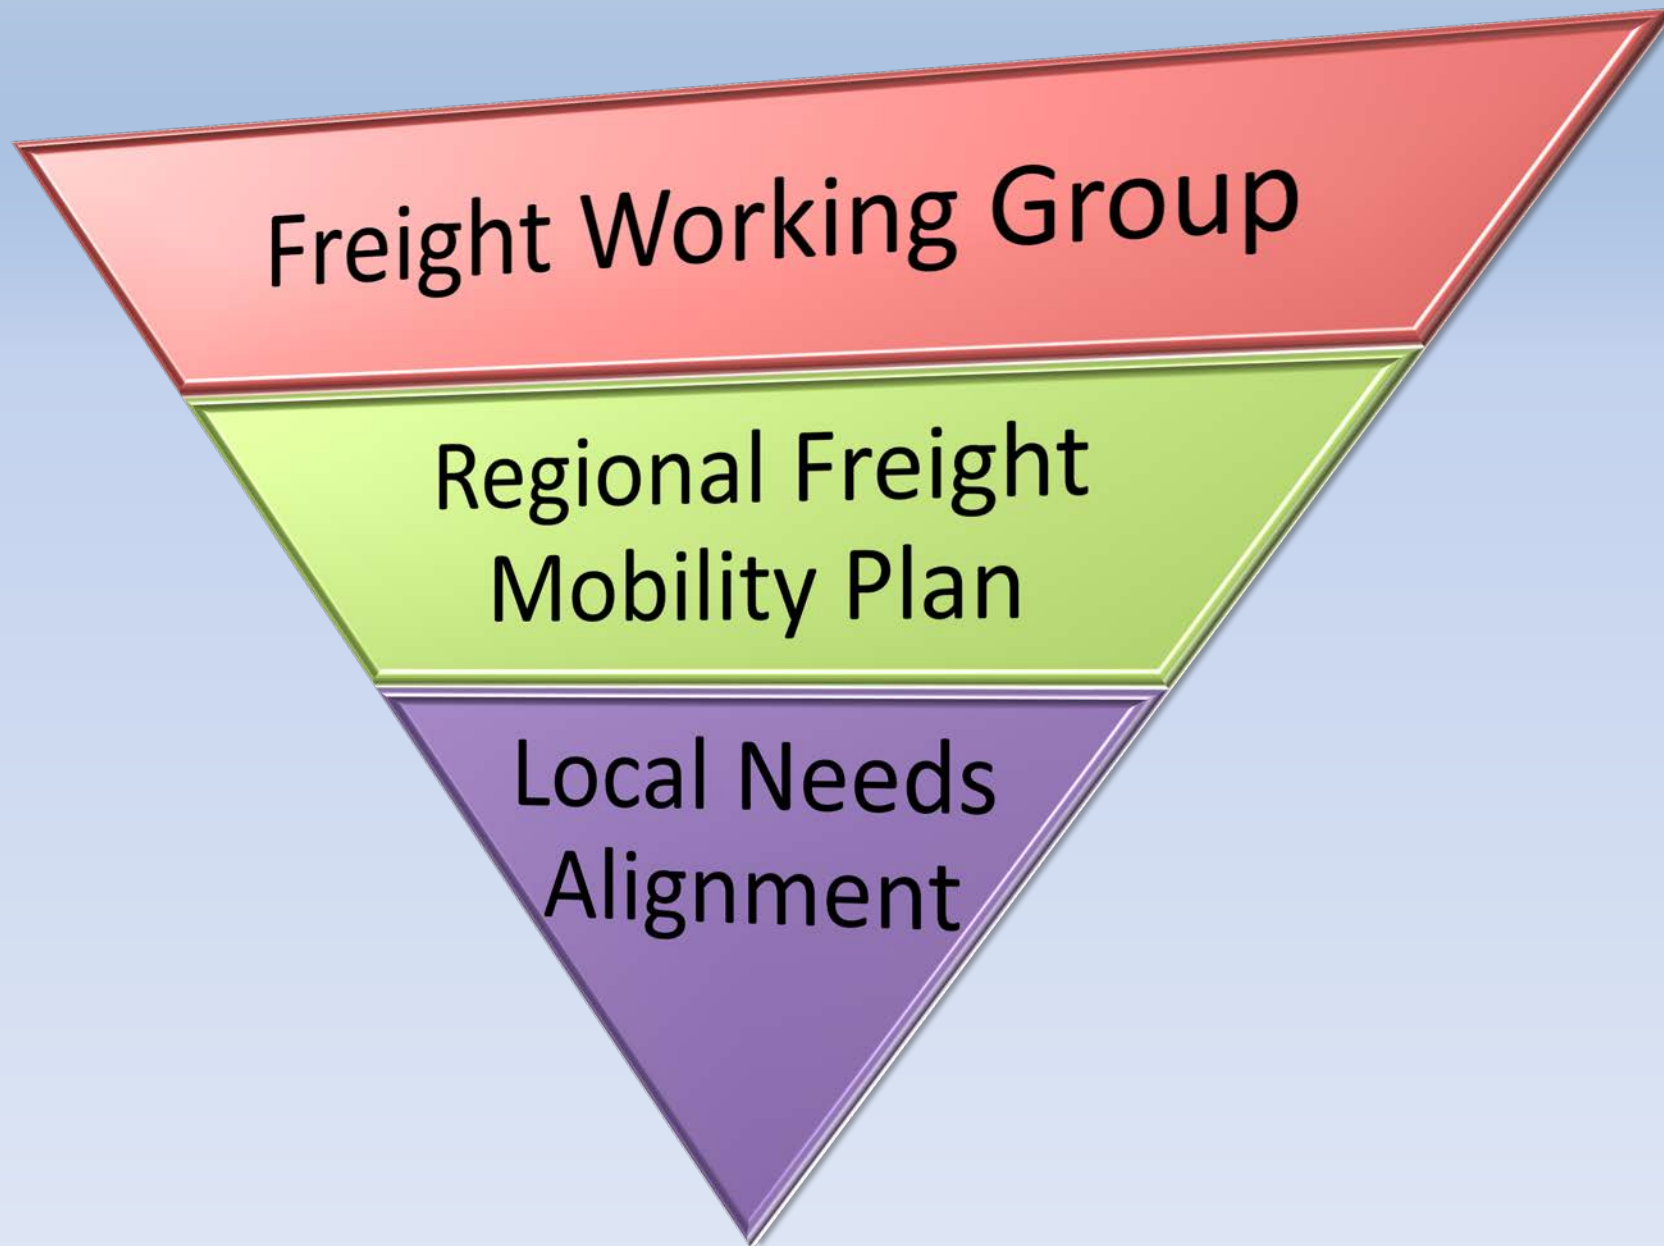 Freight Working Group
Regional Freight
Mobility Plan
Local Needs
Alignment